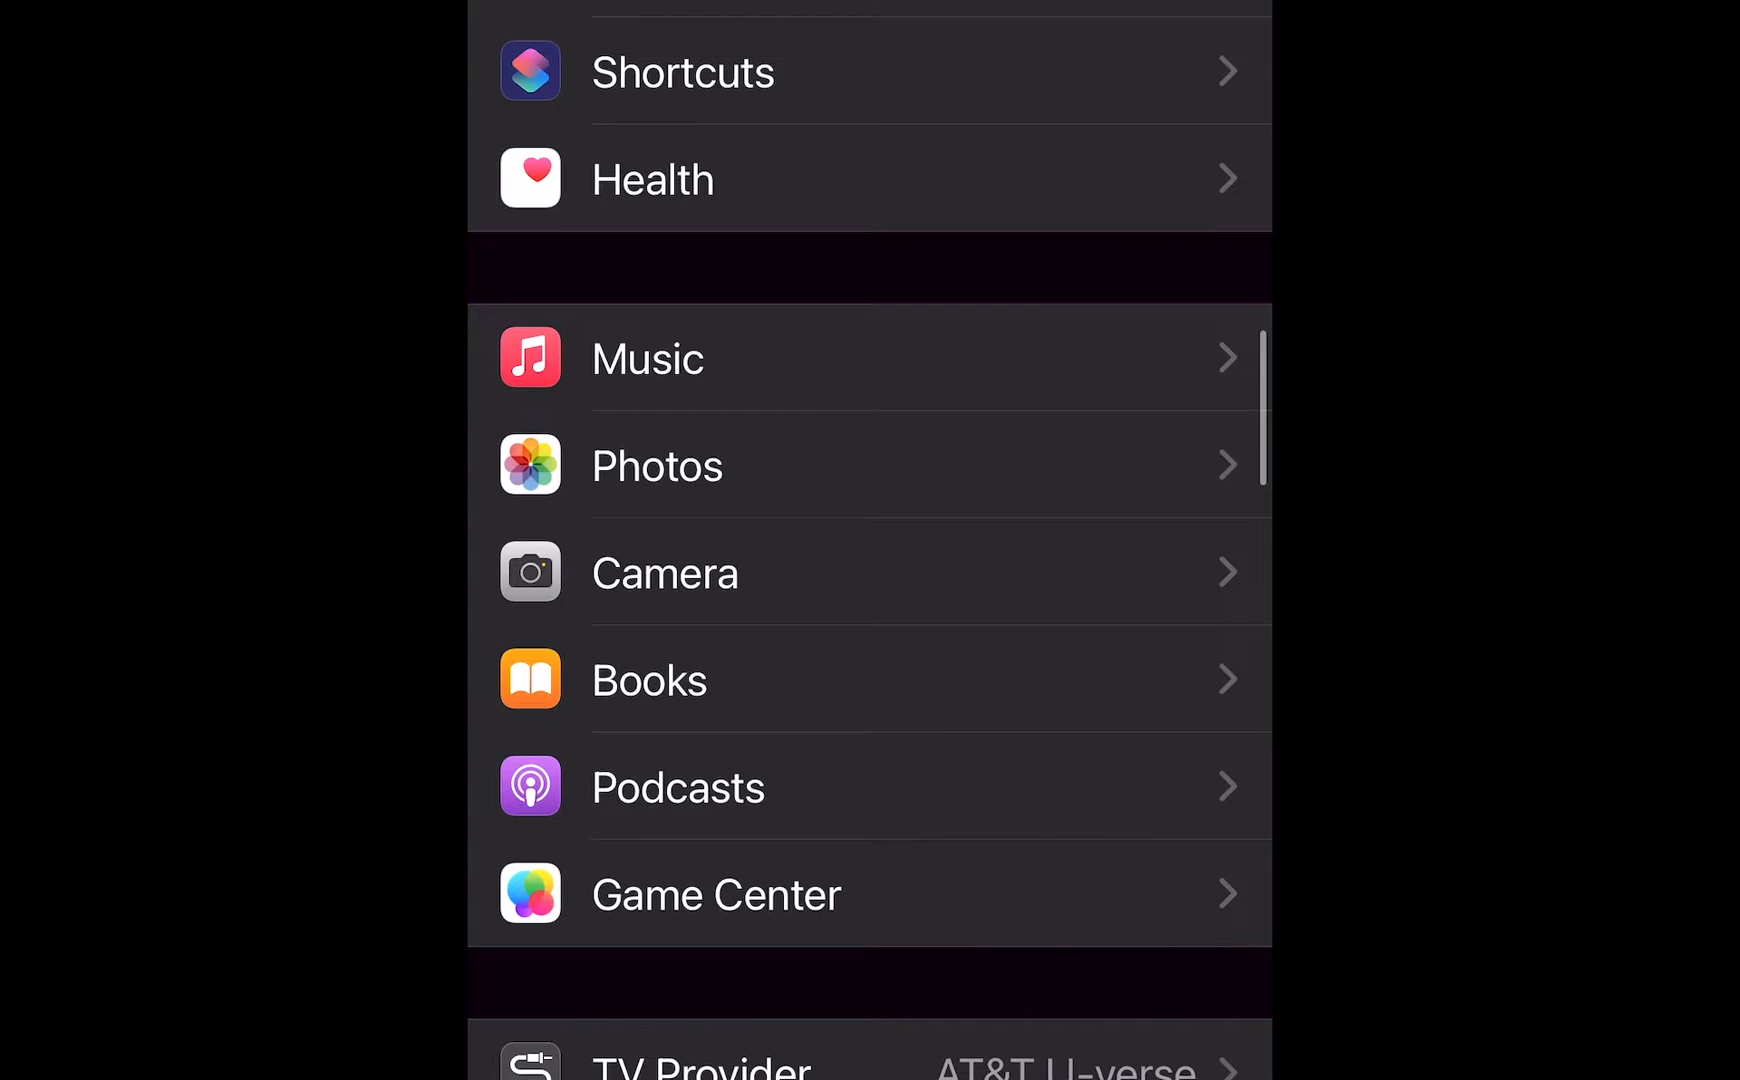 Shortcuts
Health
Music
Photos
Camera
Books
Podcasts
Game Center
TV Provider AT&T U-verse